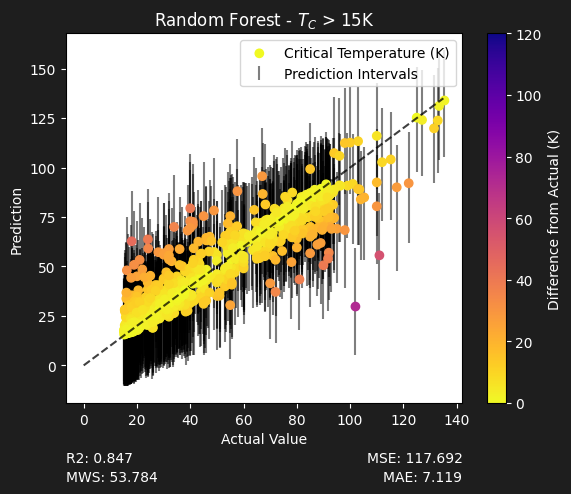 Random Forest - T_C > 15K
Critical Temperature (K)
Prediction Intervals
Prediction
150
125
100
75
50
25
0
0 20 40 60 80 100 120 140
Actual Value
120
100
80
60
40
20
0
Difference from Actual (K)
R2: 0.847
MSE: 117.692
MWS: 53.784
MAE: 7.119